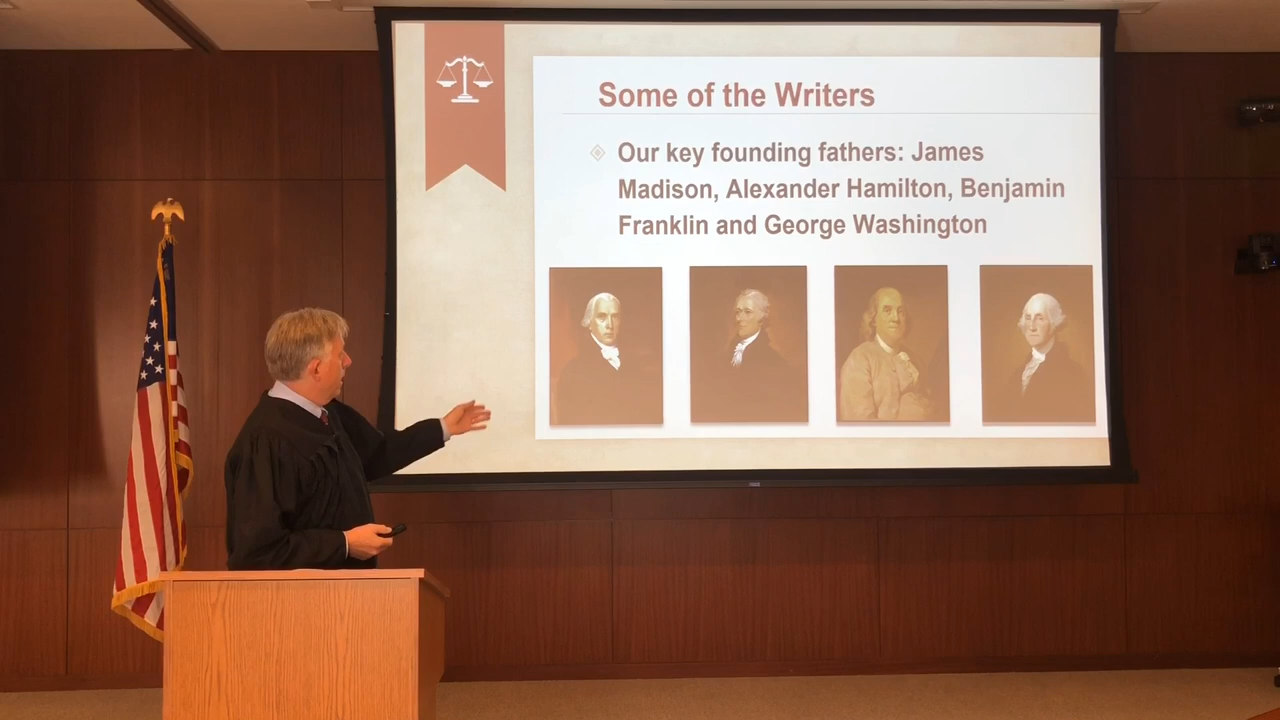 Some of the Writers
Our key founding fathers: James
Madison, Alexander Hamilton, Benjamin
Franklin and George Washington